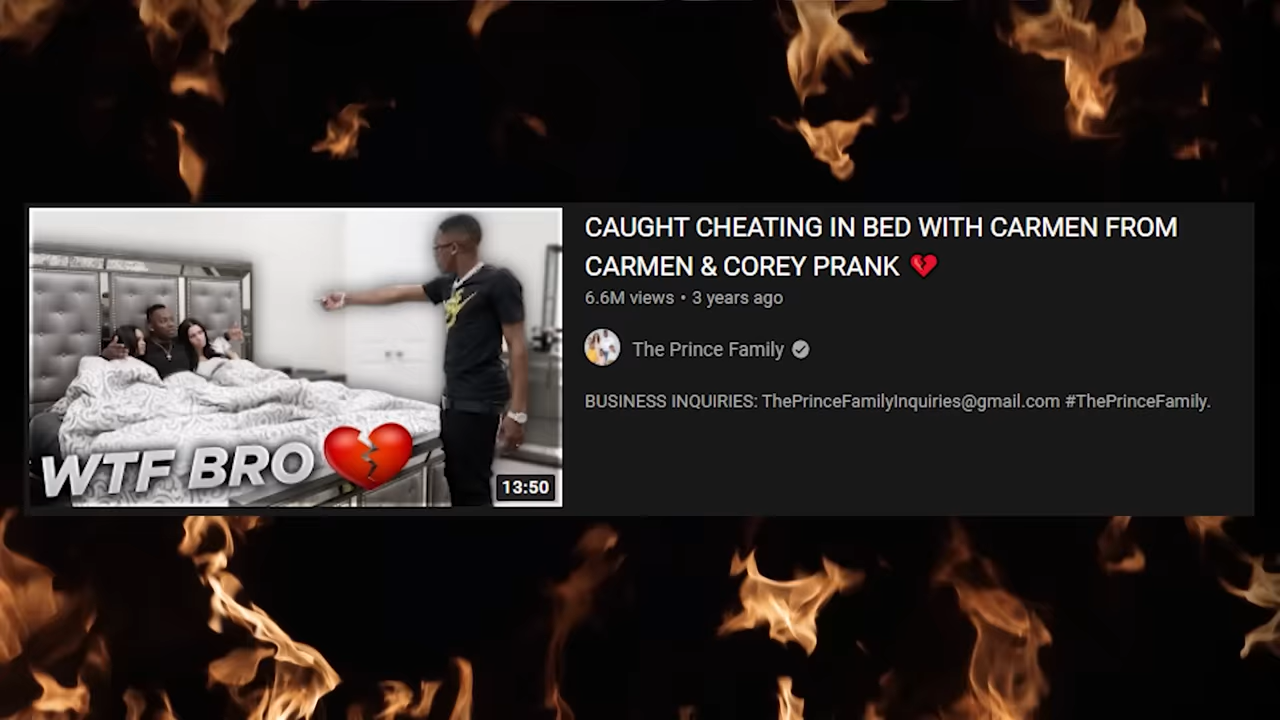 WTF BRO
13:50
CAUGHT CHEATING IN BED WITH CARMEN FROM
CARMEN & COREY PRANK 💔
6.6M views • 3 years ago
The Prince Family
BUSINESS INQUIRIES: ThePrinceFamilyInquiries@gmail.com #ThePrinceFamily.